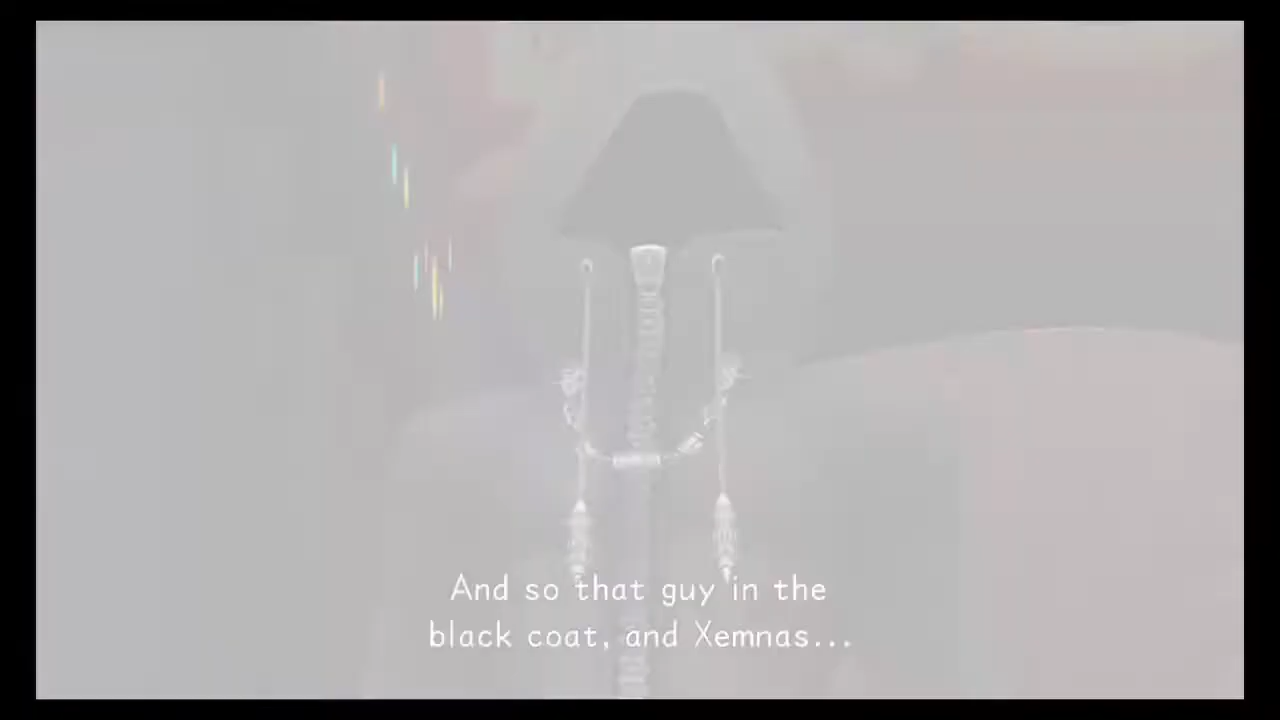 And so that guy in the
black coat, and Xemnas...